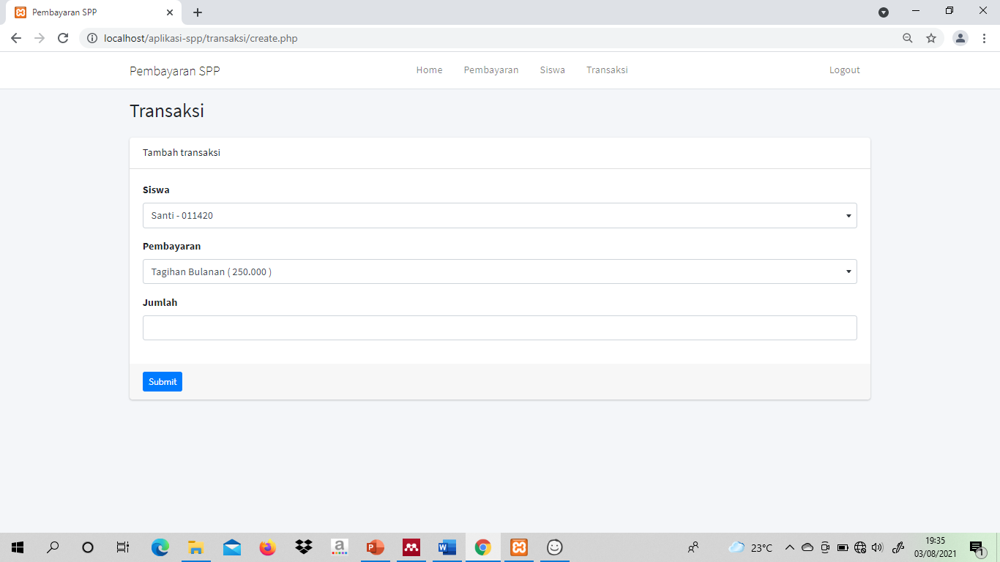 Pembayaran SPP
localhost/aplikasi-spp/transaksi/create.php
Pembayaran SPP Home Pembayaran Siswa Transaksi Logout
Transaksi
Tambah transaksi
Siswa
Santi - 011420
Pembayaran
Tagihan Bulanan ( 250.000 )
Jumlah
Submit
a
P
W
23°C
19:35
03/08/2021
1